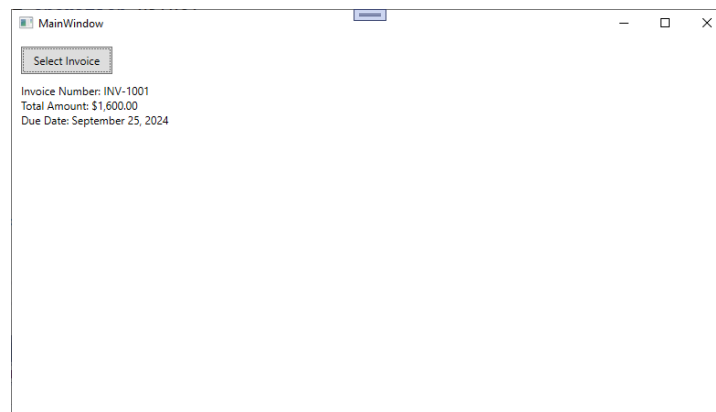 MainWindow
Select Invoice
Invoice Number: INV-1001
Total Amount: $1,600.00
Due Date: September 25, 2024